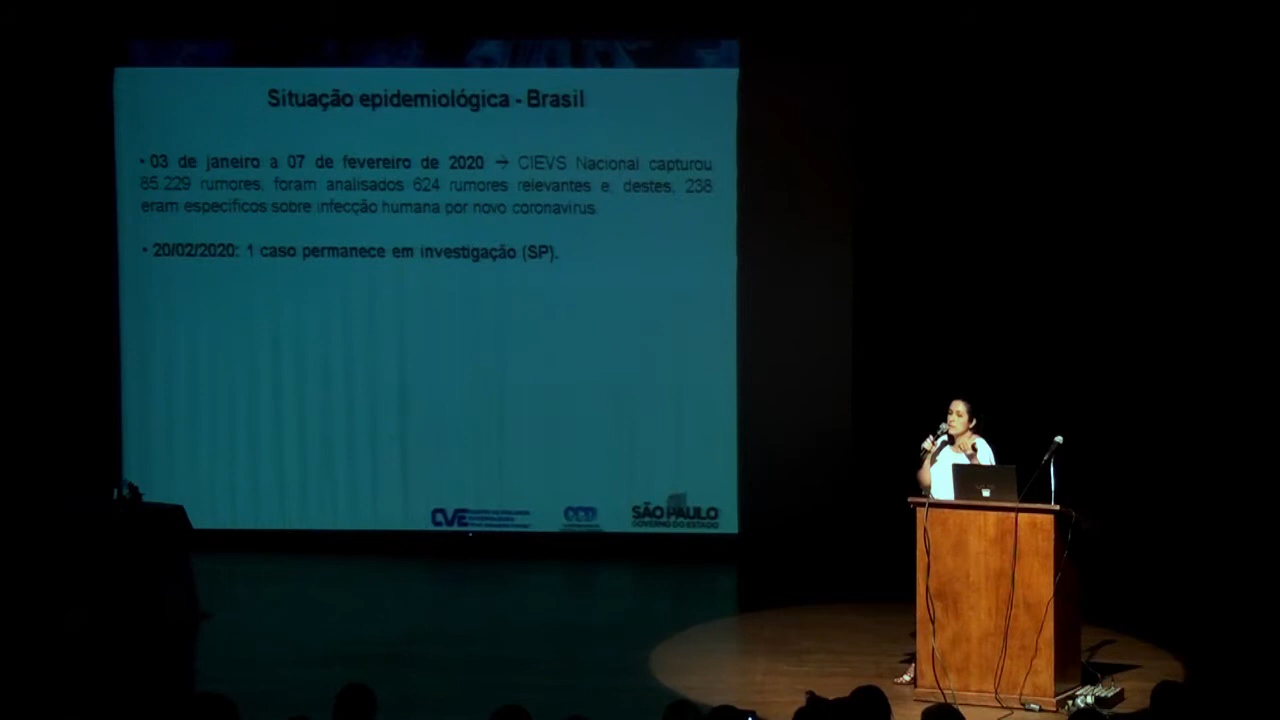 Situação epidemiológica - Brasil
• 03 de janeiro a 07 de fevereiro de 2020 → CIEVS Nacional capturou
85.229 rumores, foram analisados 624 rumores relevantes e, destes, 238
eram específicos sobre infecção humana por novo coronavírus.
• 20/02/2020: 1 caso permanece em investigação (SP).
CVE
SÃO PAULO
GOVERNO DO ESTADO